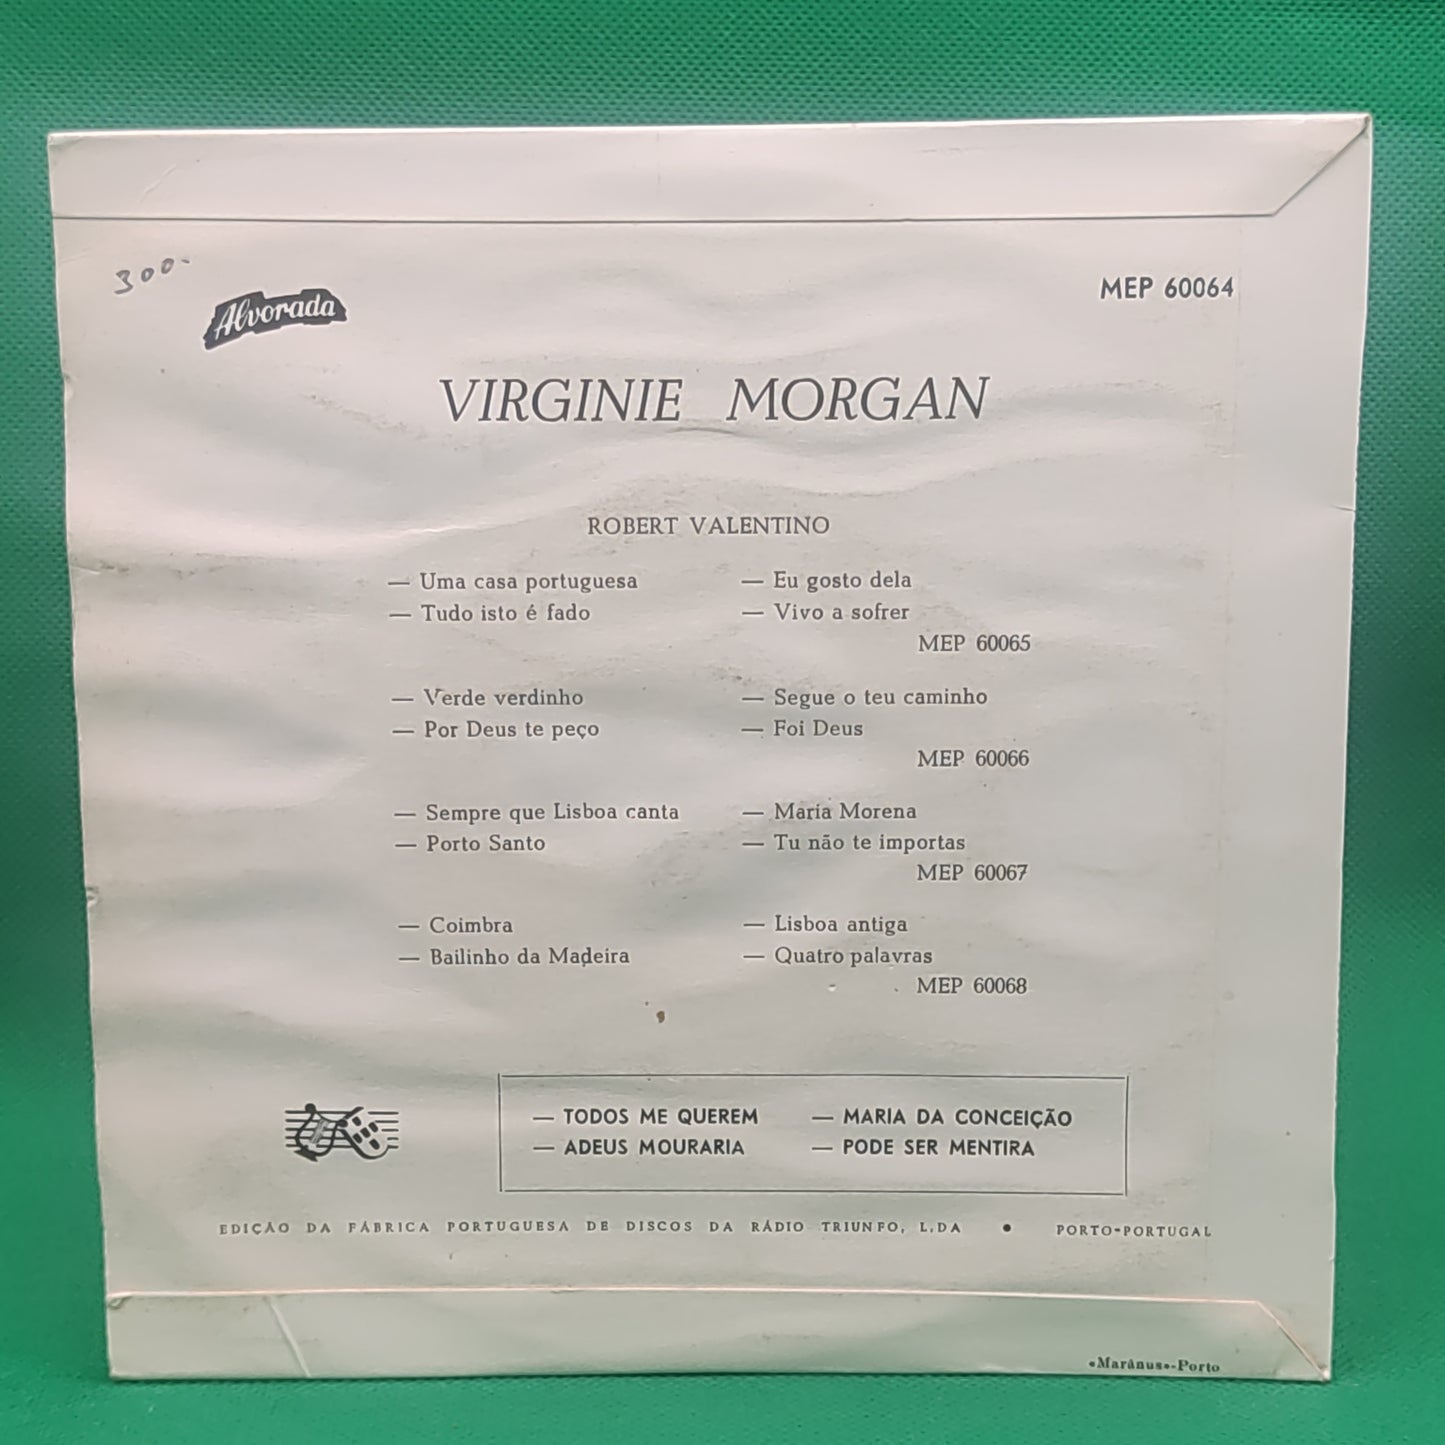 300-
Alvorada
MEP 60064
VIRGINIE MORGAN
ROBERT VALENTINO
— Uma casa portuguesa — Eu gosto dela
— Tudo isto é fado — Vivo a sofrer
MEP 60065
— Verde verdinho — Segue o teu caminho
— Por Deus te peço — Foi Deus
MEP 60066
— Sempre que Lisboa canta — Maria Morena
— Porto Santo — Tu não te importas
MEP 60067
— Coimbra — Lisboa antiga
— Bailinho da Madeira — Quatro palavras
MEP 60068
— TODOS ME QUEREM — MARIA DA CONCEIÇÃO
— ADEUS MOURARIA — PODE SER MENTIRA
EDIÇÃO DA FÁBRICA PORTUGUESA DE DISCOS DA RÁDIO TRIUNFO, L.DA • PORTO-PORTUGAL
«Marânus»-Porto